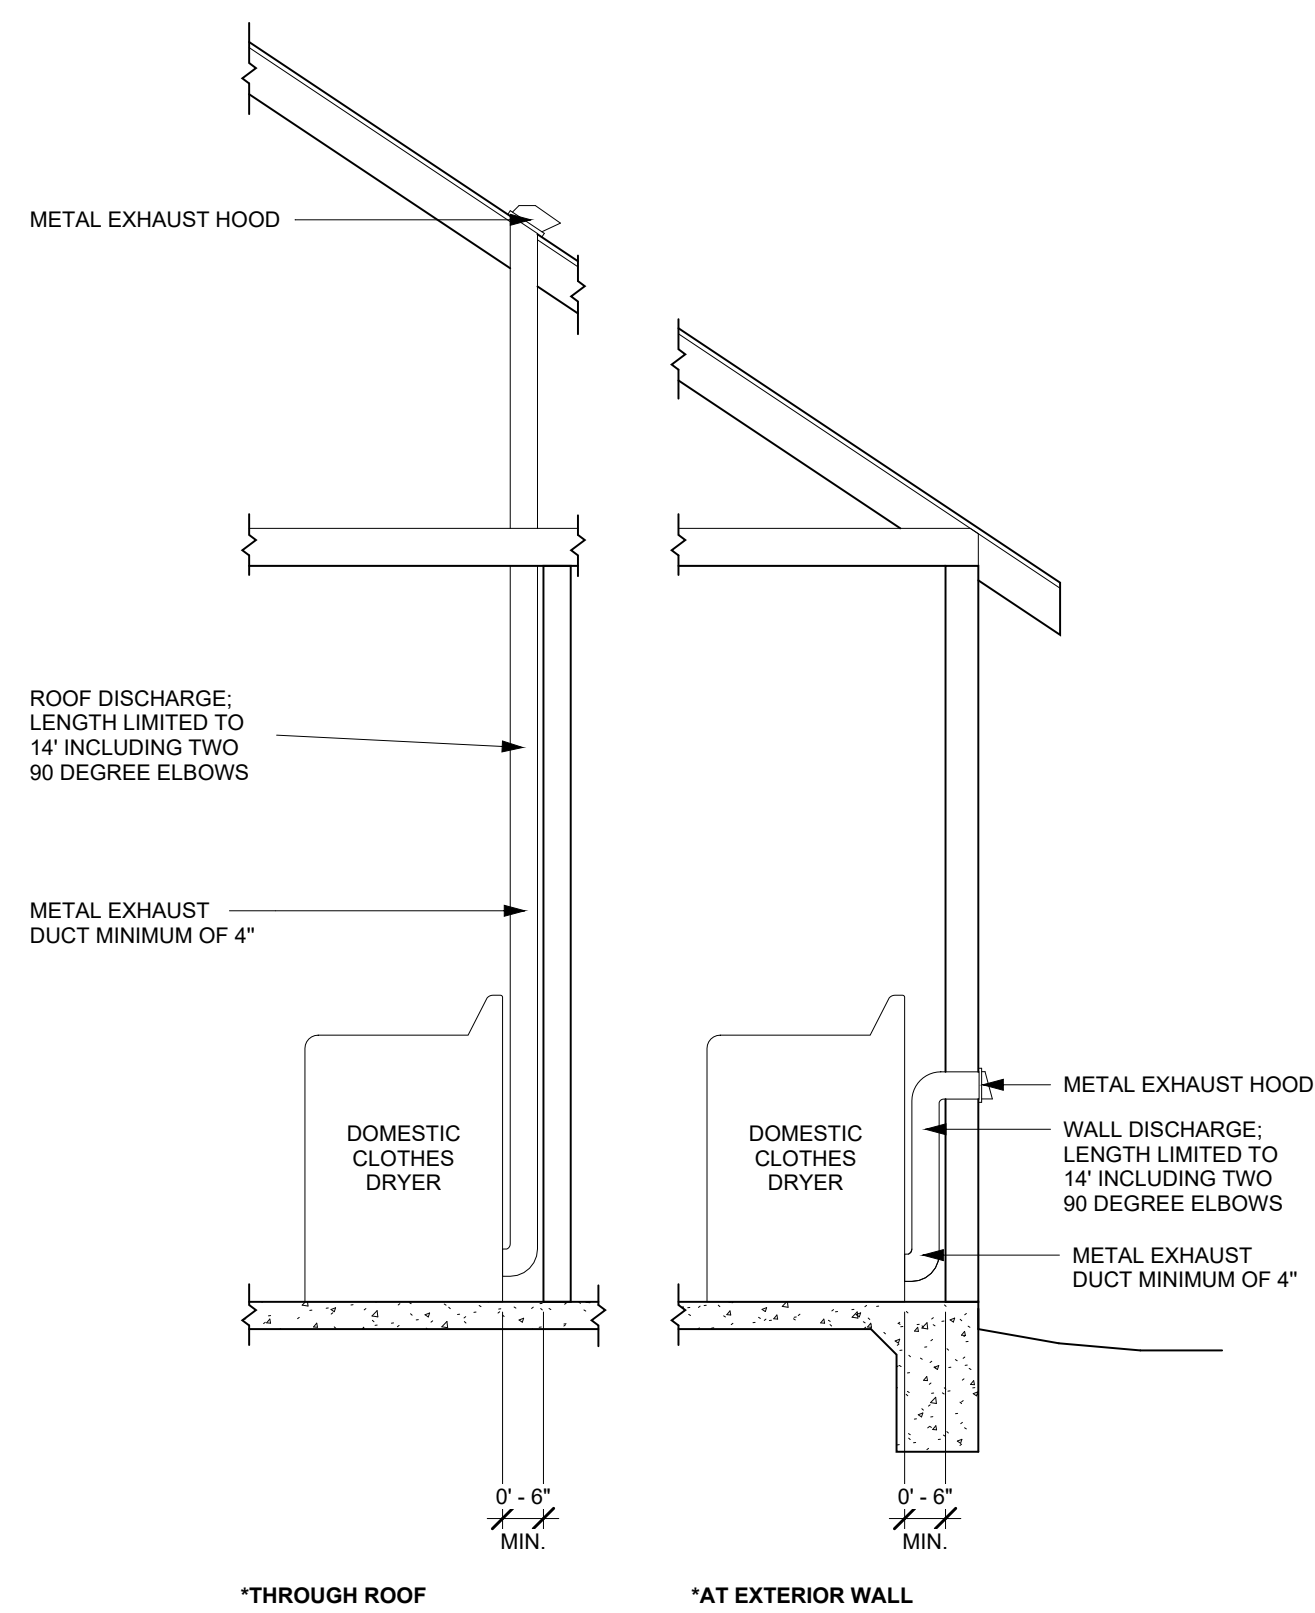 METAL EXHAUST HOOD
ROOF DISCHARGE;
LENGTH LIMITED TO
14' INCLUDING TWO
90 DEGREE ELBOWS
METAL EXHAUST
DUCT MINIMUM OF 4"
DOMESTIC
CLOTHES
DRYER
0' - 6"
MIN.
*THROUGH ROOF
DOMESTIC
CLOTHES
DRYER
METAL EXHAUST HOOD
WALL DISCHARGE;
LENGTH LIMITED TO
14' INCLUDING TWO
90 DEGREE ELBOWS
METAL EXHAUST
DUCT MINIMUM OF 4"
0' - 6"
MIN.
*AT EXTERIOR WALL